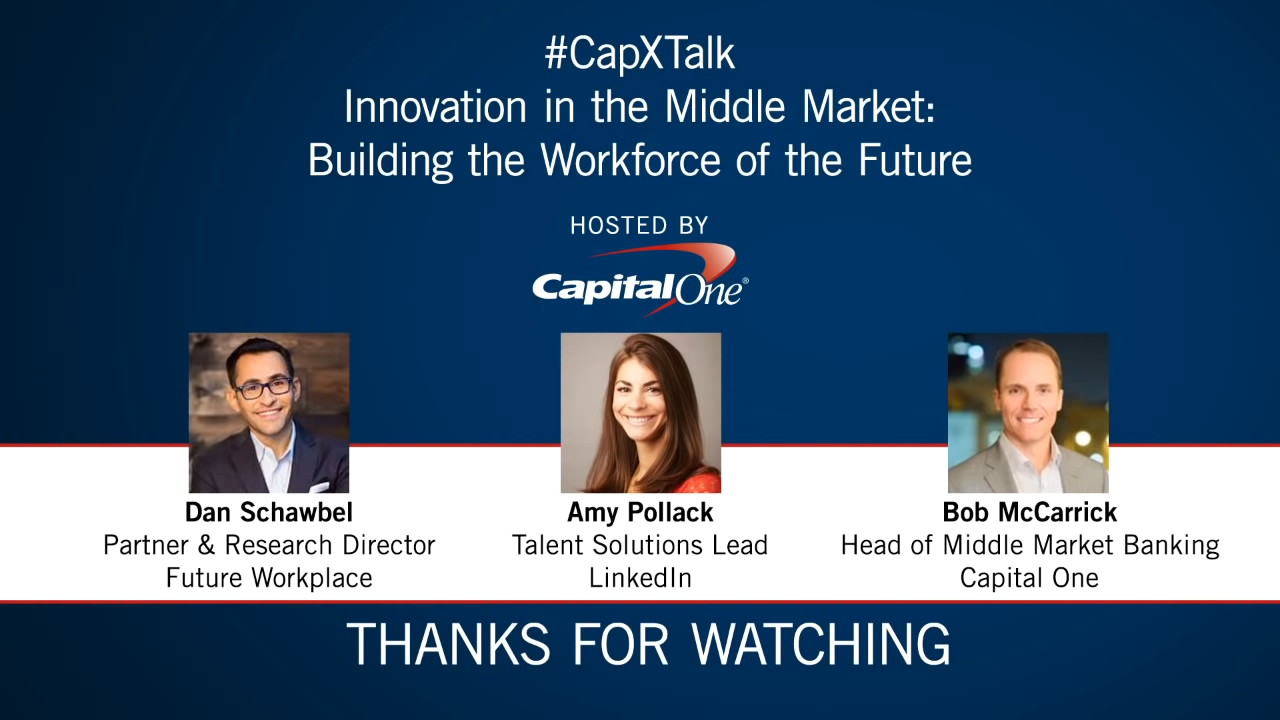 #CapXTalk
Innovation in the Middle Market:
Building the Workforce of the Future
HOSTED BY
CapitalOne®
Dan Schawbel
Partner & Research Director
Future Workplace
Amy Pollack
Talent Solutions Lead
LinkedIn
Bob McCarrick
Head of Middle Market Banking
Capital One
THANKS FOR WATCHING